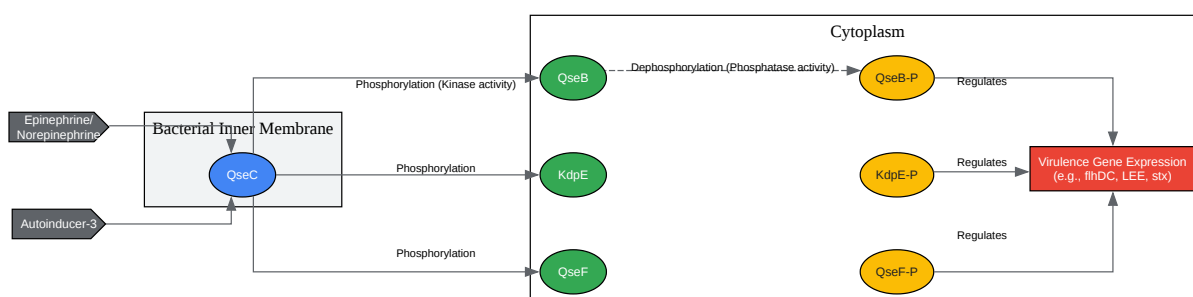 Cytoplasm
QseB
Dephosphorylation (Phosphatase activity)
QseB-P
Phosphorylation (Kinase activity)
Regulates
Epinephrine/
Norepinephrine
Bacterial Inner Membrane
QseC
Phosphorylation
KdpE
KdpE-P
Regulates
Virulence Gene Expression
(e.g., flhDC, LEE, stx)
Autoinducer-3
Phosphorylation
QseF
QseF-P
Regulates